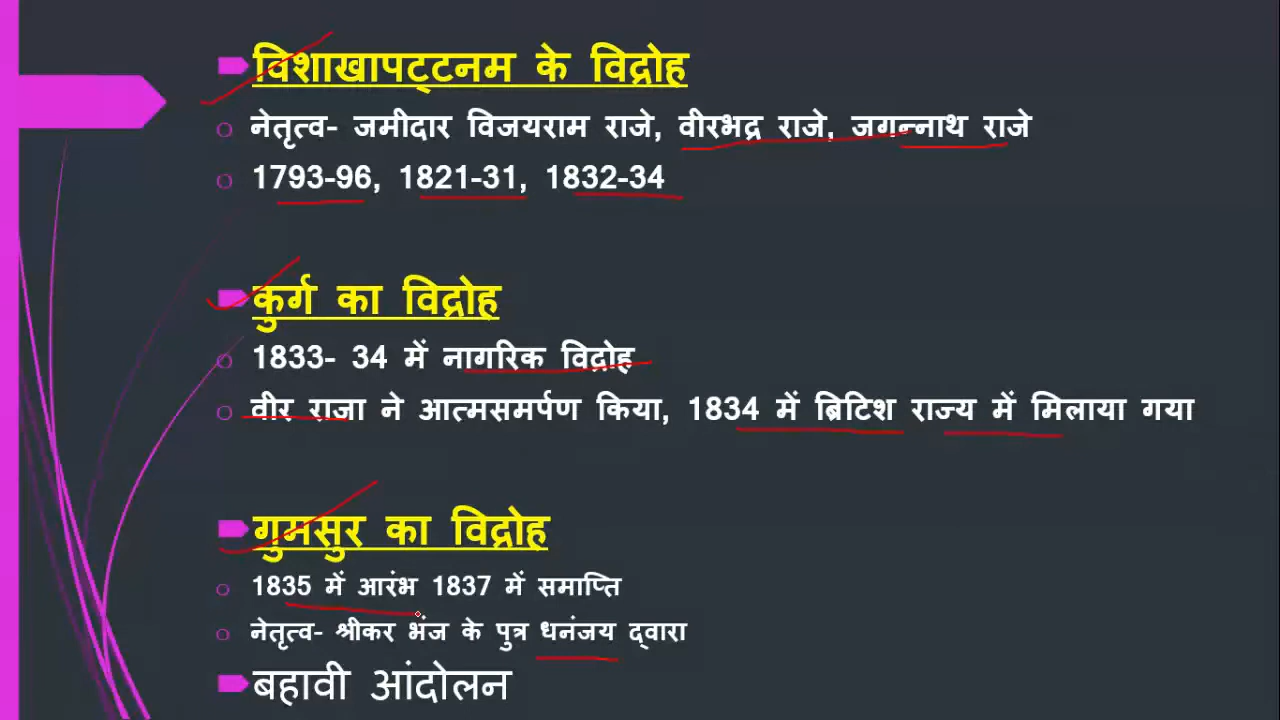 विशाखापट्टनम के विद्रोह
नेतृत्व- जमीदार विजयराम राजे, वीरभद्र राजे, जगन्नाथ राजे
1793-96, 1821-31, 1832-34
कुर्ग का विद्रोह
1833- 34 में नागरिक विद्रोह
वीर राजा ने आत्मसमर्पण किया, 1834 में ब्रिटिश राज्य में मिलाया गया
गुमसुर का विद्रोह
1835 में आरंभ 1837 में समाप्ति
नेतृत्व- श्रीकर भंज के पुत्र धनंजय द्वारा
बहावी आंदोलन